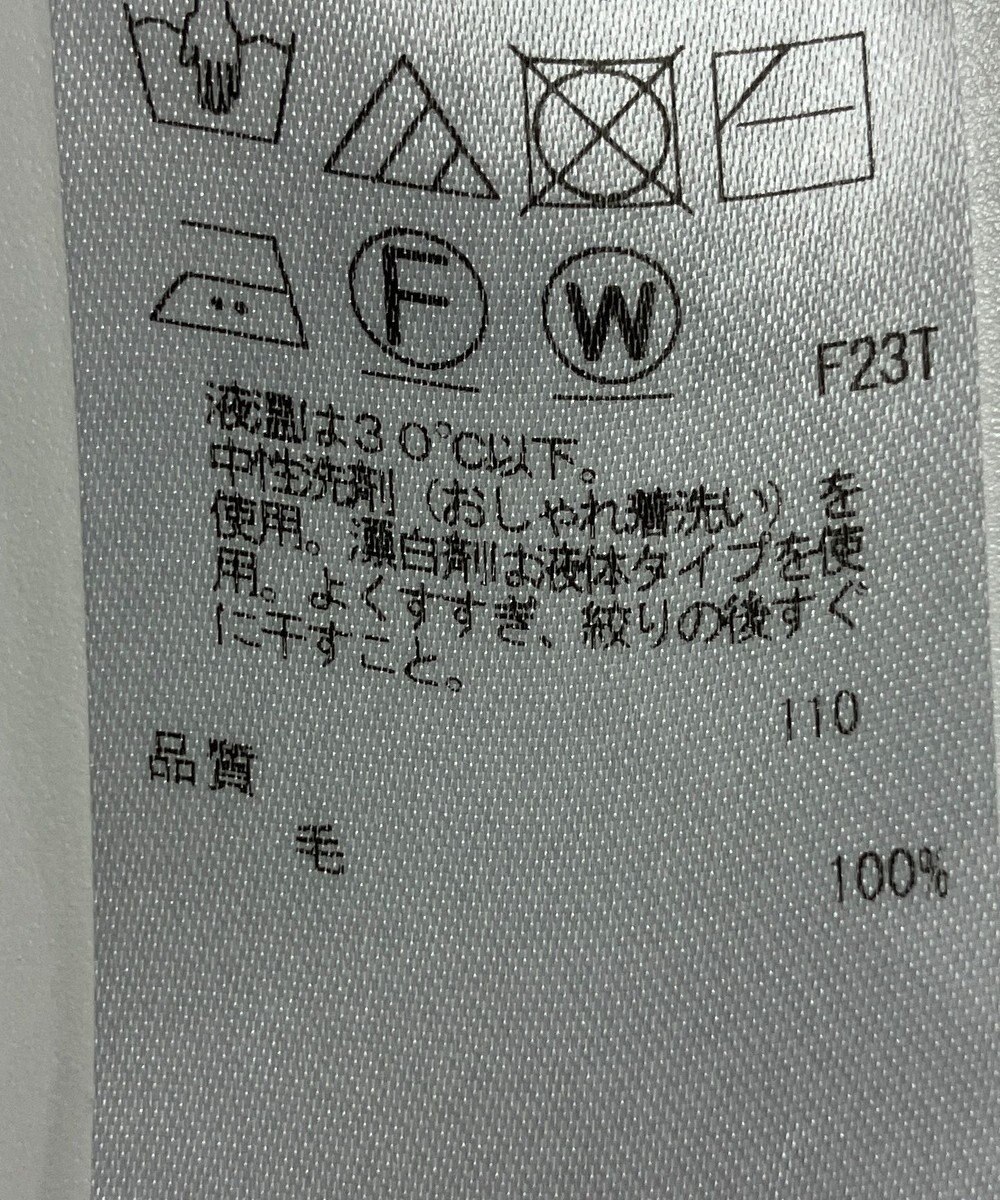 F W
F23T
液温は30℃以下。
中性洗剤（おしゃれ着洗い）を
使用。漂白剤は液体タイプを使
用。よくすすぎ、絞りの後すぐ
に干すこと。
110
品質
毛 100%